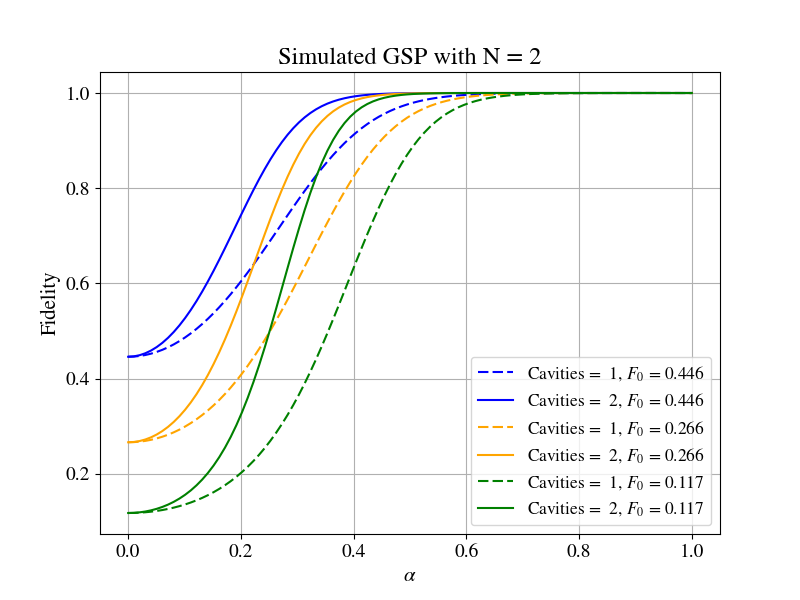 Simulated GSP with N = 2
1.0
0.8
0.6
0.4
0.2
Fidelity
Cavities = 1, F₀ = 0.446
Cavities = 2, F₀ = 0.446
Cavities = 1, F₀ = 0.266
Cavities = 2, F₀ = 0.266
Cavities = 1, F₀ = 0.117
Cavities = 2, F₀ = 0.117
0.0 0.2 0.4 0.6 0.8 1.0
α